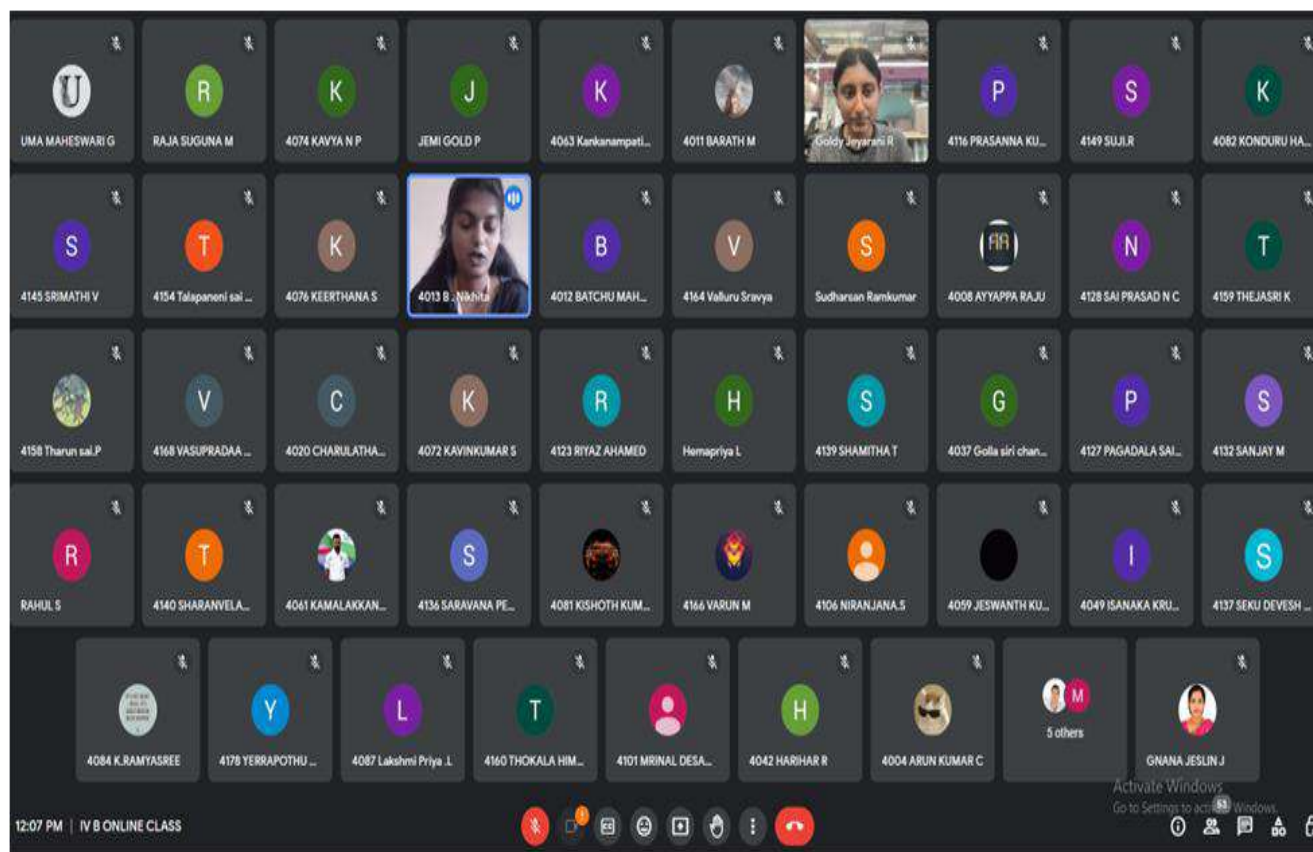 U
UMA MAHESWARI G
R
RAJA SUGUNA M
K
4074 KAVYA N P
J
JEMI GOLD P
K
4063 Kankanampati...
4011 BARATH M
Goldy Jeyarani R
P
4116 PRASANNA KU...
S
4149 SUJI.R
K
4082 KONDURU HA...
S
4145 SRIMATHI V
T
4154 Talapaneni sai ...
K
4076 KEERTHANA S
4013 B . Nikhita
B
4012 BATCHU MAH...
V
4164 Valluru Sravya
S
Sudharsan Ramkumar
4008 AYYAPPA RAJU
N
4128 SAI PRASAD N C
T
4159 THEJASRI K
4158 Tharun sai.P
V
4168 VASUPRADAA ...
C
4020 CHARULATHA...
K
4072 KAVINKUMAR S
R
4123 RIYAZ AHAMED
H
Hemapriya L
S
4139 SHAMITHA T
G
4037 Golla siri chan...
P
4127 PAGADALA SAI...
S
4132 SANJAY M
R
RAHUL S
T
4140 SHARANVELA...
4061 KAMALAKKAN...
S
4136 SARAVANA PE...
4081 KISHOTH KUM...
4166 VARUN M
4106 NIRANJANA.S
4059 JESWANTH KU...
I
4049 ISANAKA KRU...
S
4137 SEKU DEVESH ...
4084 K.RAMYASREE
Y
4178 YERRAPOTHU ...
L
4087 Lakshmi Priya .L
T
4160 THOKALA HIM...
4101 MRINAL DESA...
H
4042 HARIHAR R
4004 ARUN KUMAR C
M
5 others
GNANA JESLIN J
Activate Windows
Go to Settings to activate Windows.
51
12:07 PM | IV B ONLINE CLASS